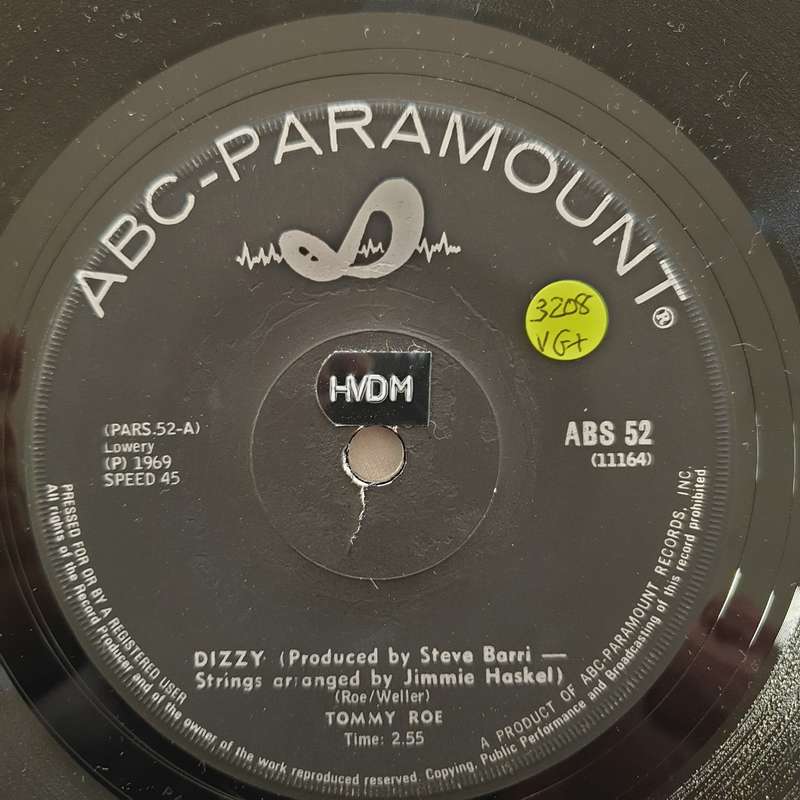 ABC-PARAMOUNT®
3208
VG+
HVDM
(PARS.52-A)
Lowery
(P) 1969
SPEED 45
ABS 52
(11164)
DIZZY (Produced by Steve Barri —
Strings arranged by Jimmie Haskel)
(Roe/Weller)
TOMMY ROE
Time: 2.55
PRESSED FOR OR BY A REGISTERED USER
All rights of the Record Producer and of the owner of the work reproduced reserved. Copying, Public Performance and Broadcasting of this record prohibited.
A PRODUCT OF ABC-PARAMOUNT RECORDS, INC.